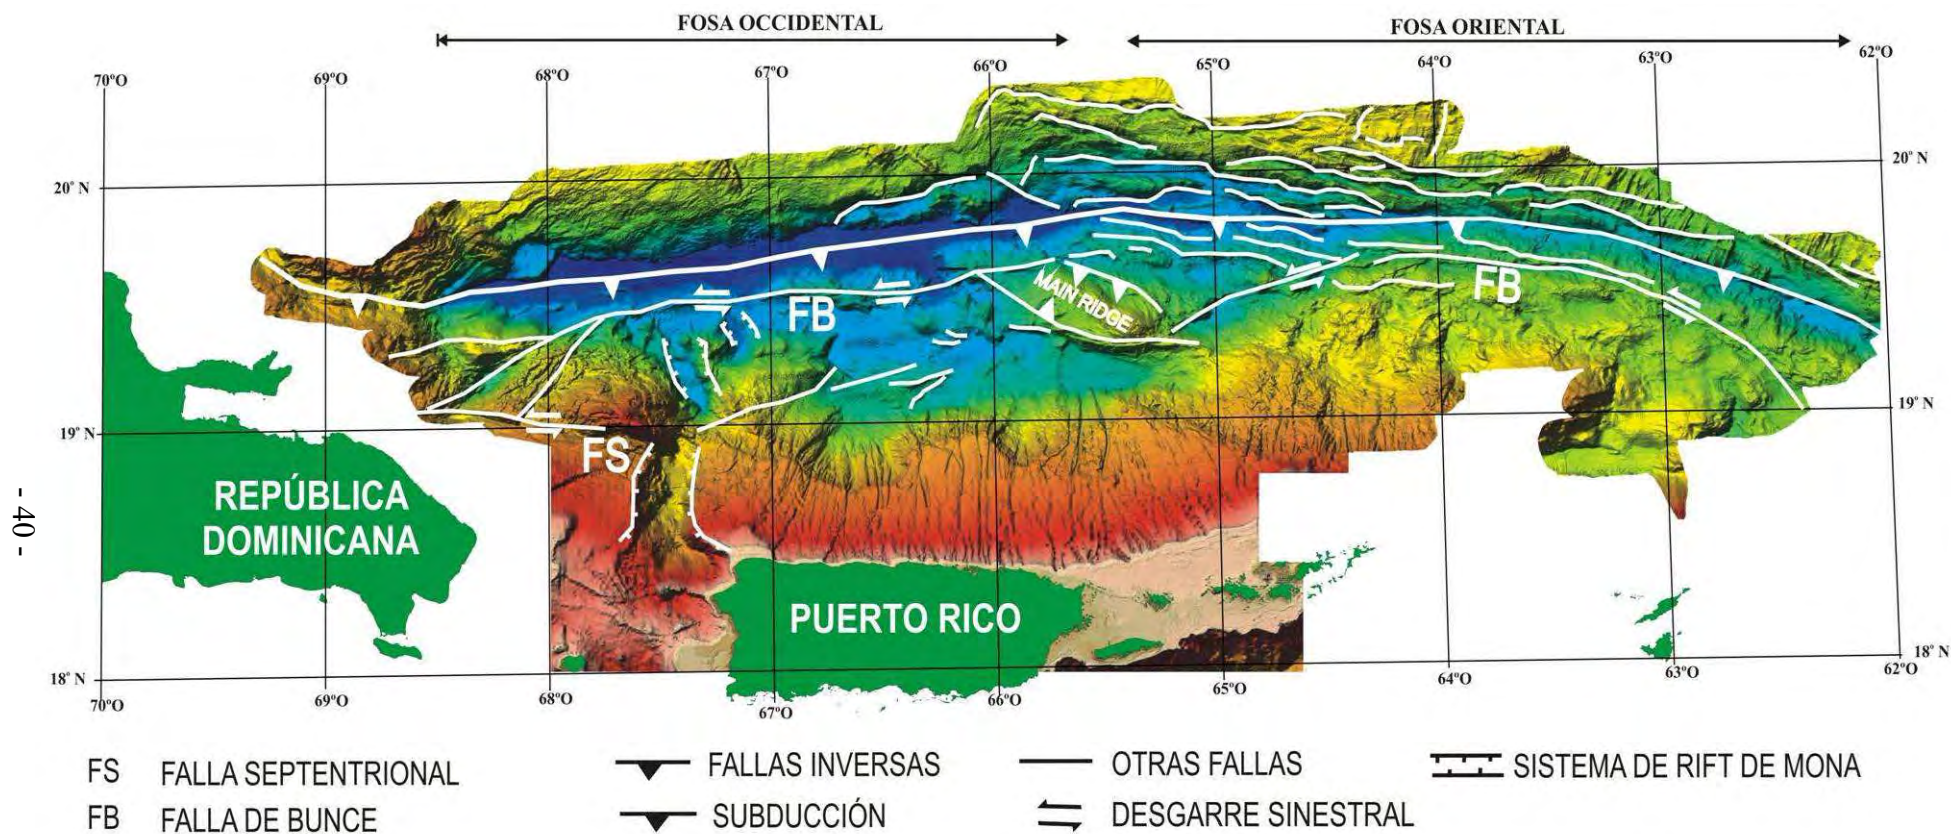 FOSA OCCIDENTAL
FOSA ORIENTAL
70ºO
69ºO
68ºO
67ºO
66ºO
65ºO
64ºO
63ºO
62ºO
20º N
20º N
MAIN RIDGE
FB
FB
19º N
19º N
FS
REPÚBLICA
DOMINICANA
- 40 -
PUERTO RICO
18º N
18º N
70ºO
69ºO
68ºO
67ºO
66ºO
65ºO
64ºO
63ºO
62ºO
FS FALLA SEPTENTRIONAL
FALLAS INVERSAS
OTRAS FALLAS
SISTEMA DE RIFT DE MONA
FB FALLA DE BUNCE
SUBDUCCIÓN
DESGARRE SINESTRAL